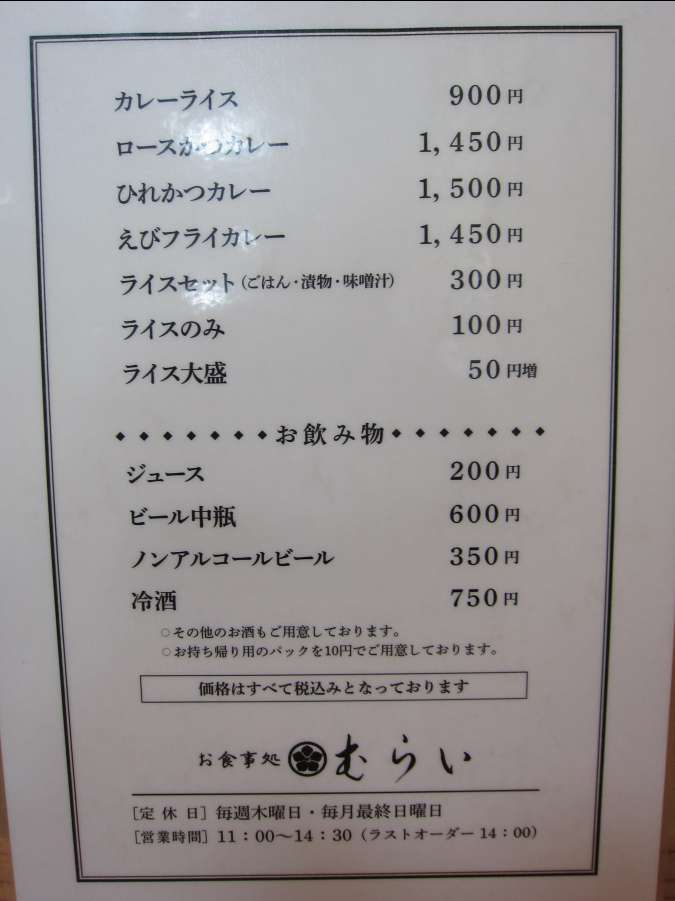 カレーライス 900円
ロースかつカレー 1,450円
ひれかつカレー 1,500円
えびフライカレー 1,450円
ライスセット（ごはん・漬物・味噌汁） 300円
ライスのみ 100円
ライス大盛 50円増
◆◆◆◆◆◆◆お飲み物◆◆◆◆◆◆◆
ジュース 200円
ビール中瓶 600円
ノンアルコールビール 350円
冷酒 750円
○その他のお酒もご用意しております。
○お持ち帰り用のパックを10円でご用意しております。
価格はすべて税込みとなっております
お食事処 むらい
［定休日］毎週木曜日・毎月最終日曜日
［営業時間］11：00～14：30（ラストオーダー14：00）